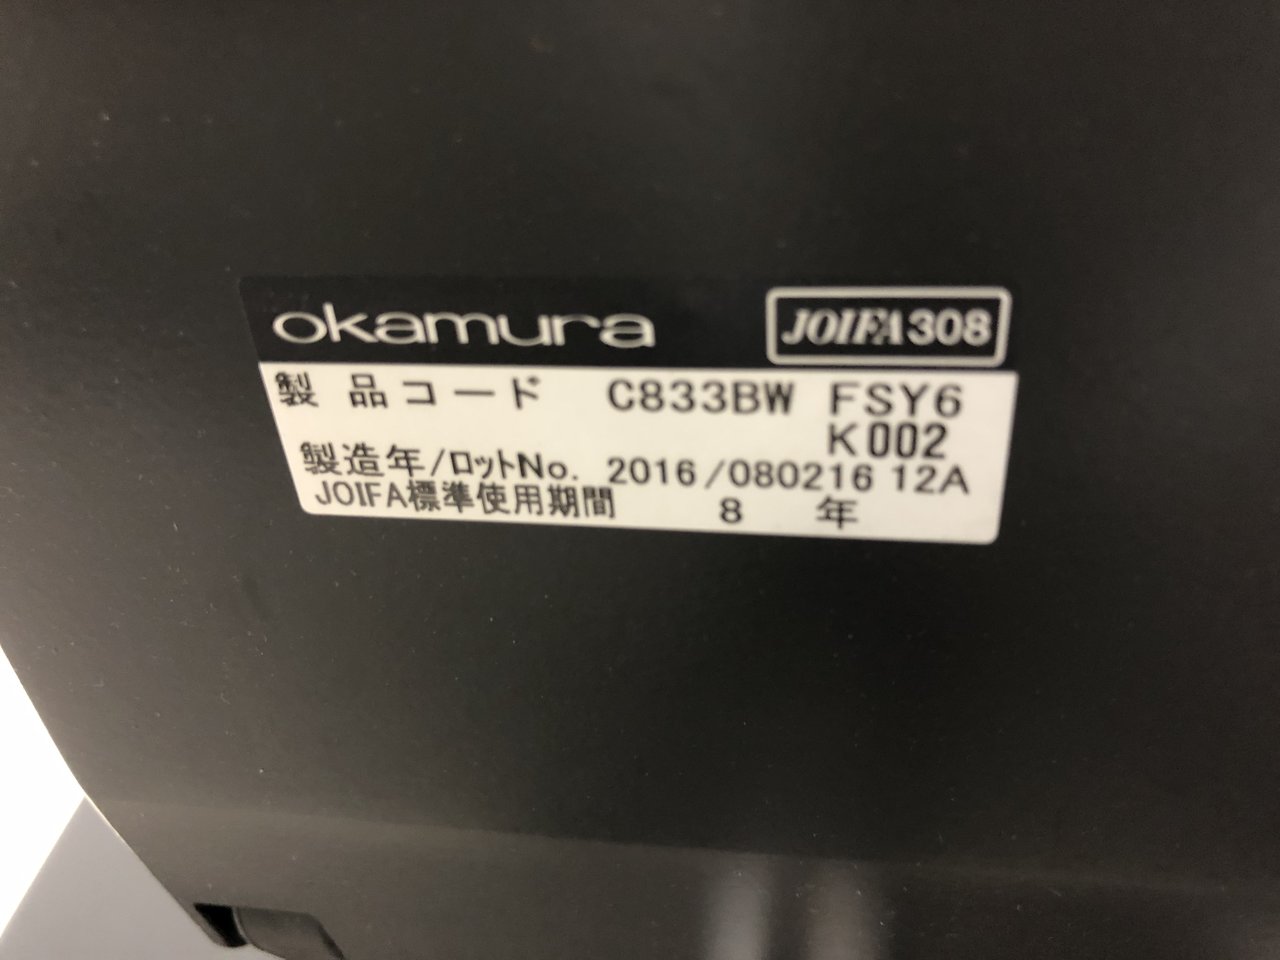 okamura JOIFA308
製品コード C833BW FSY6
K002
製造年/ロットNo. 2016/080216 12A
JOIFA標準使用期間 8 年